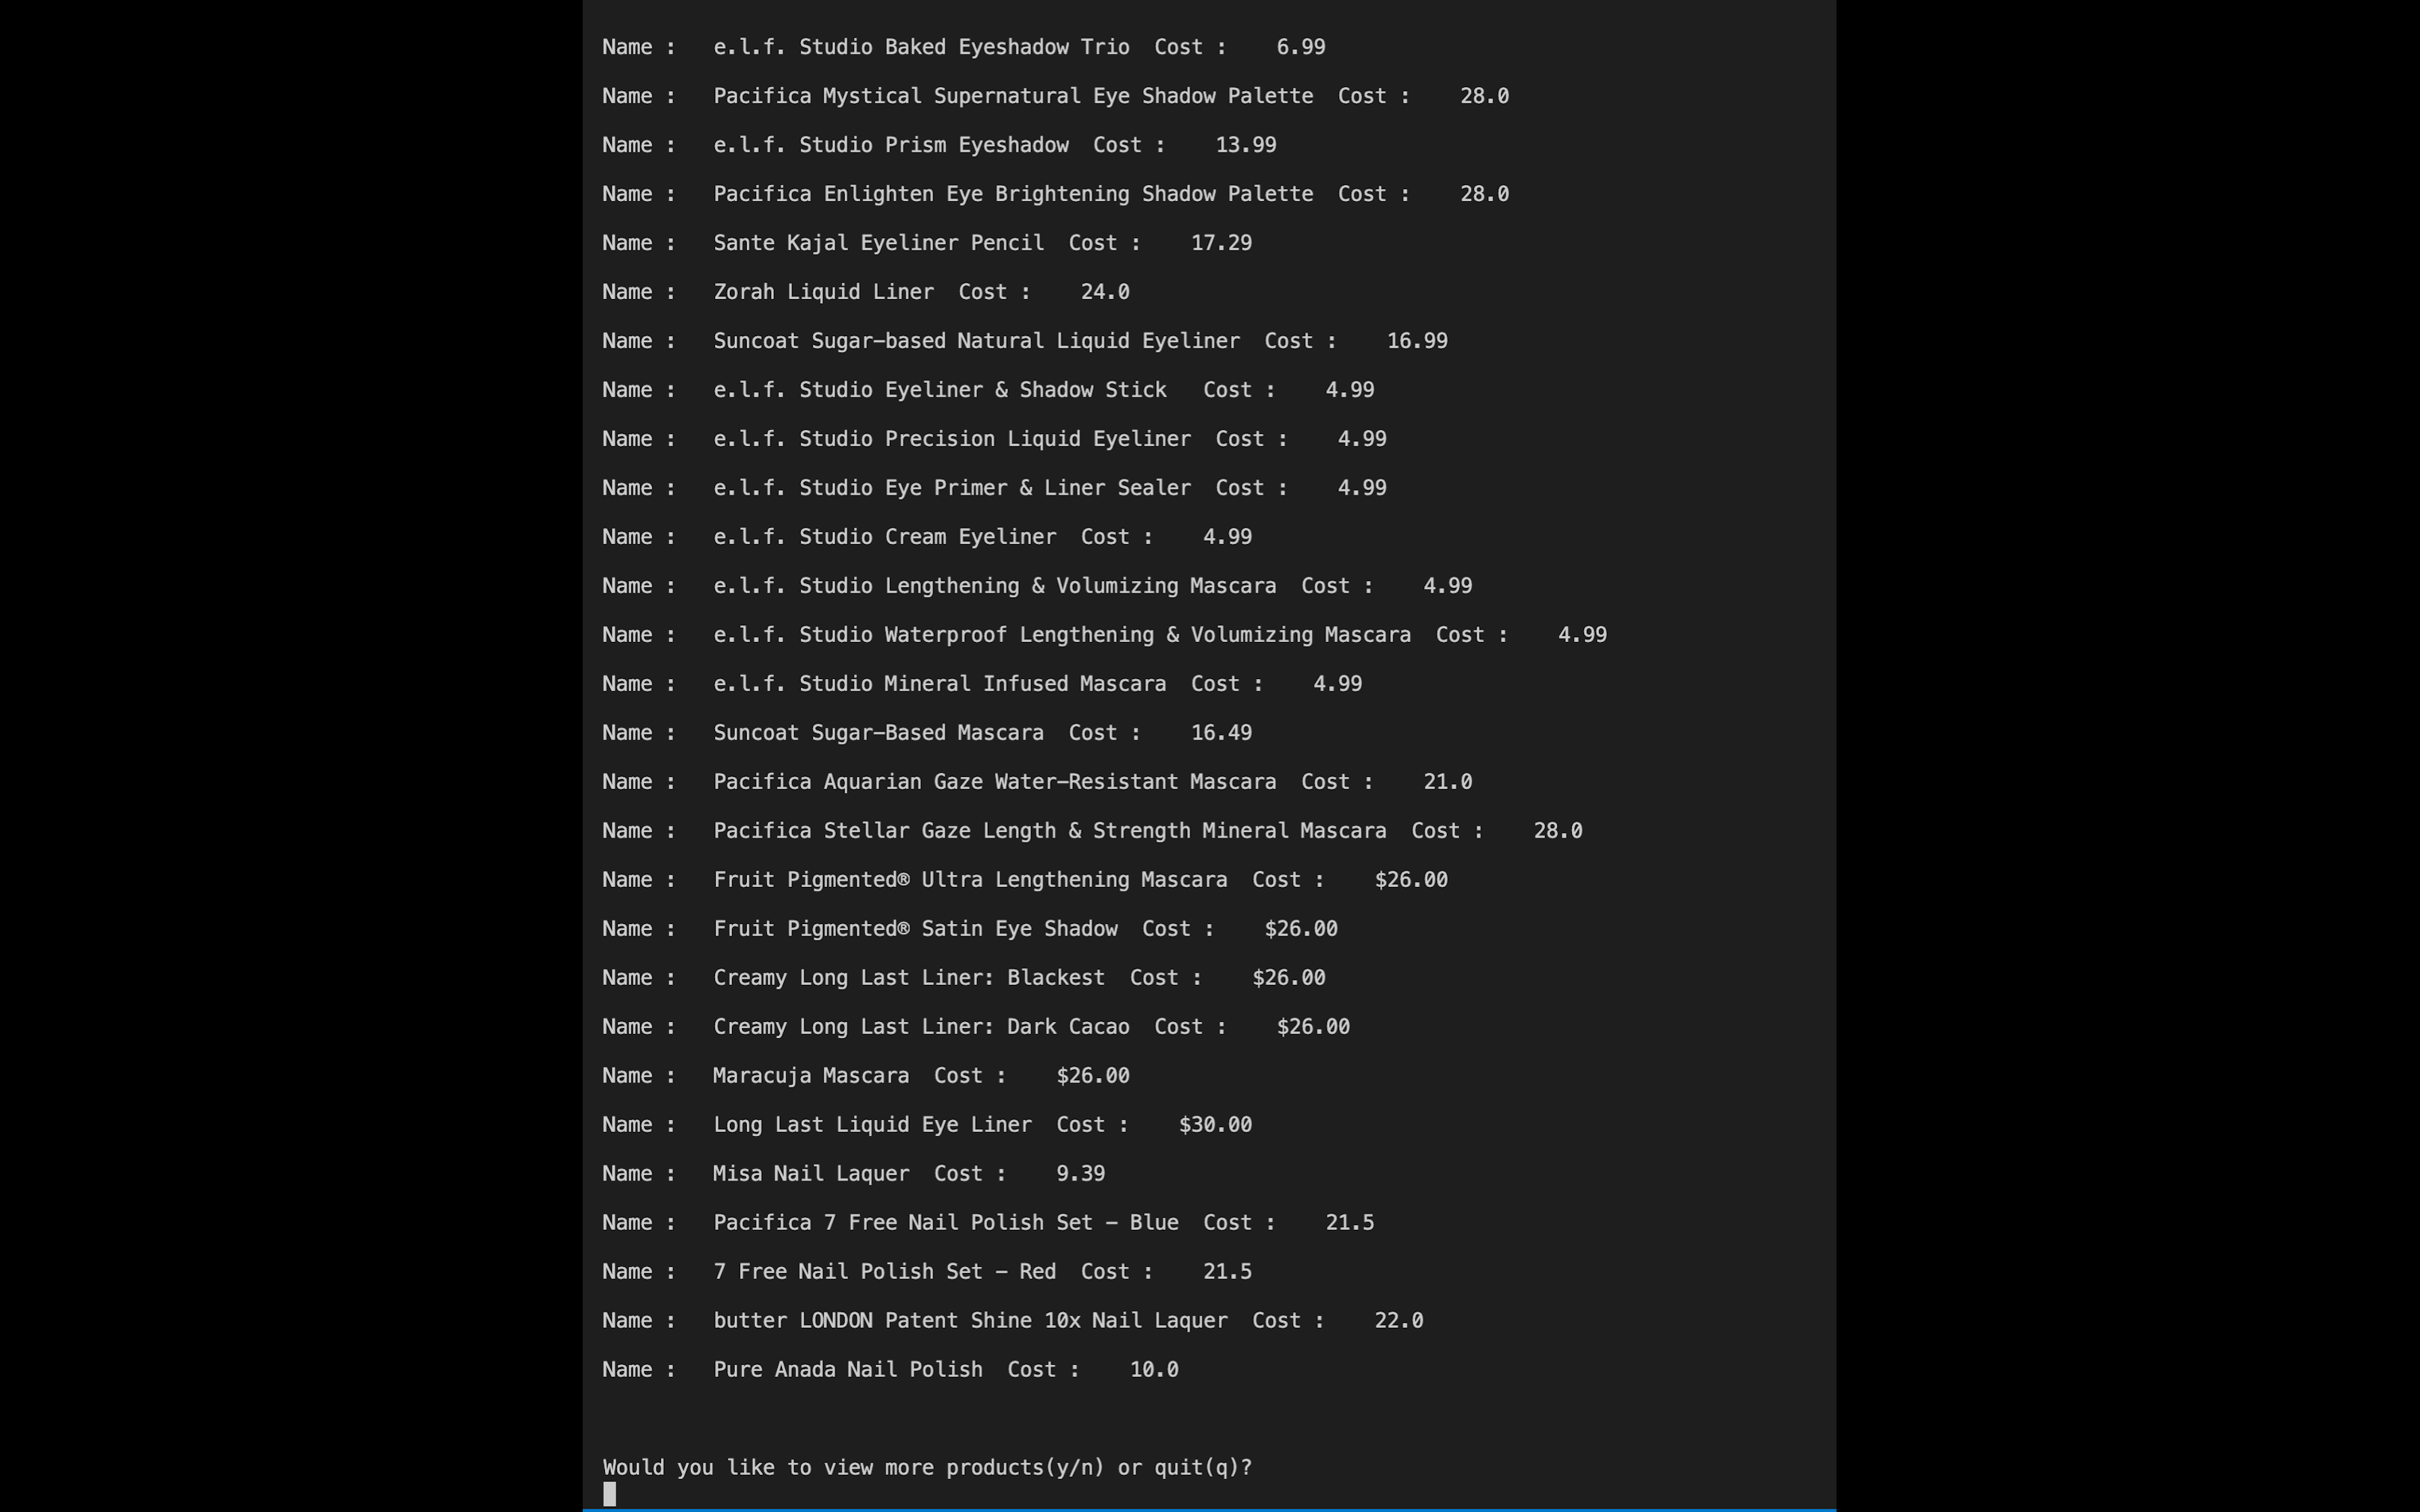 Name :   e.l.f. Studio Baked Eyeshadow Trio  Cost :    6.99
Name :   Pacifica Mystical Supernatural Eye Shadow Palette  Cost :    28.0
Name :   e.l.f. Studio Prism Eyeshadow  Cost :    13.99
Name :   Pacifica Enlighten Eye Brightening Shadow Palette  Cost :    28.0
Name :   Sante Kajal Eyeliner Pencil  Cost :    17.29
Name :   Zorah Liquid Liner  Cost :    24.0
Name :   Suncoat Sugar-based Natural Liquid Eyeliner  Cost :    16.99
Name :   e.l.f. Studio Eyeliner & Shadow Stick   Cost :    4.99
Name :   e.l.f. Studio Precision Liquid Eyeliner  Cost :    4.99
Name :   e.l.f. Studio Eye Primer & Liner Sealer  Cost :    4.99
Name :   e.l.f. Studio Cream Eyeliner  Cost :    4.99
Name :   e.l.f. Studio Lengthening & Volumizing Mascara  Cost :    4.99
Name :   e.l.f. Studio Waterproof Lengthening & Volumizing Mascara  Cost :    4.99
Name :   e.l.f. Studio Mineral Infused Mascara  Cost :    4.99
Name :   Suncoat Sugar-Based Mascara  Cost :    16.49
Name :   Pacifica Aquarian Gaze Water-Resistant Mascara  Cost :    21.0
Name :   Pacifica Stellar Gaze Length & Strength Mineral Mascara  Cost :    28.0
Name :   Fruit Pigmented® Ultra Lengthening Mascara  Cost :    $26.00
Name :   Fruit Pigmented® Satin Eye Shadow  Cost :    $26.00
Name :   Creamy Long Last Liner: Blackest  Cost :    $26.00
Name :   Creamy Long Last Liner: Dark Cacao  Cost :    $26.00
Name :   Maracuja Mascara  Cost :    $26.00
Name :   Long Last Liquid Eye Liner  Cost :    $30.00
Name :   Misa Nail Laquer  Cost :    9.39
Name :   Pacifica 7 Free Nail Polish Set - Blue  Cost :    21.5
Name :   7 Free Nail Polish Set - Red  Cost :    21.5
Name :   butter LONDON Patent Shine 10x Nail Laquer  Cost :    22.0
Name :   Pure Anada Nail Polish  Cost :    10.0
Would you like to view more products(y/n) or quit(q)?